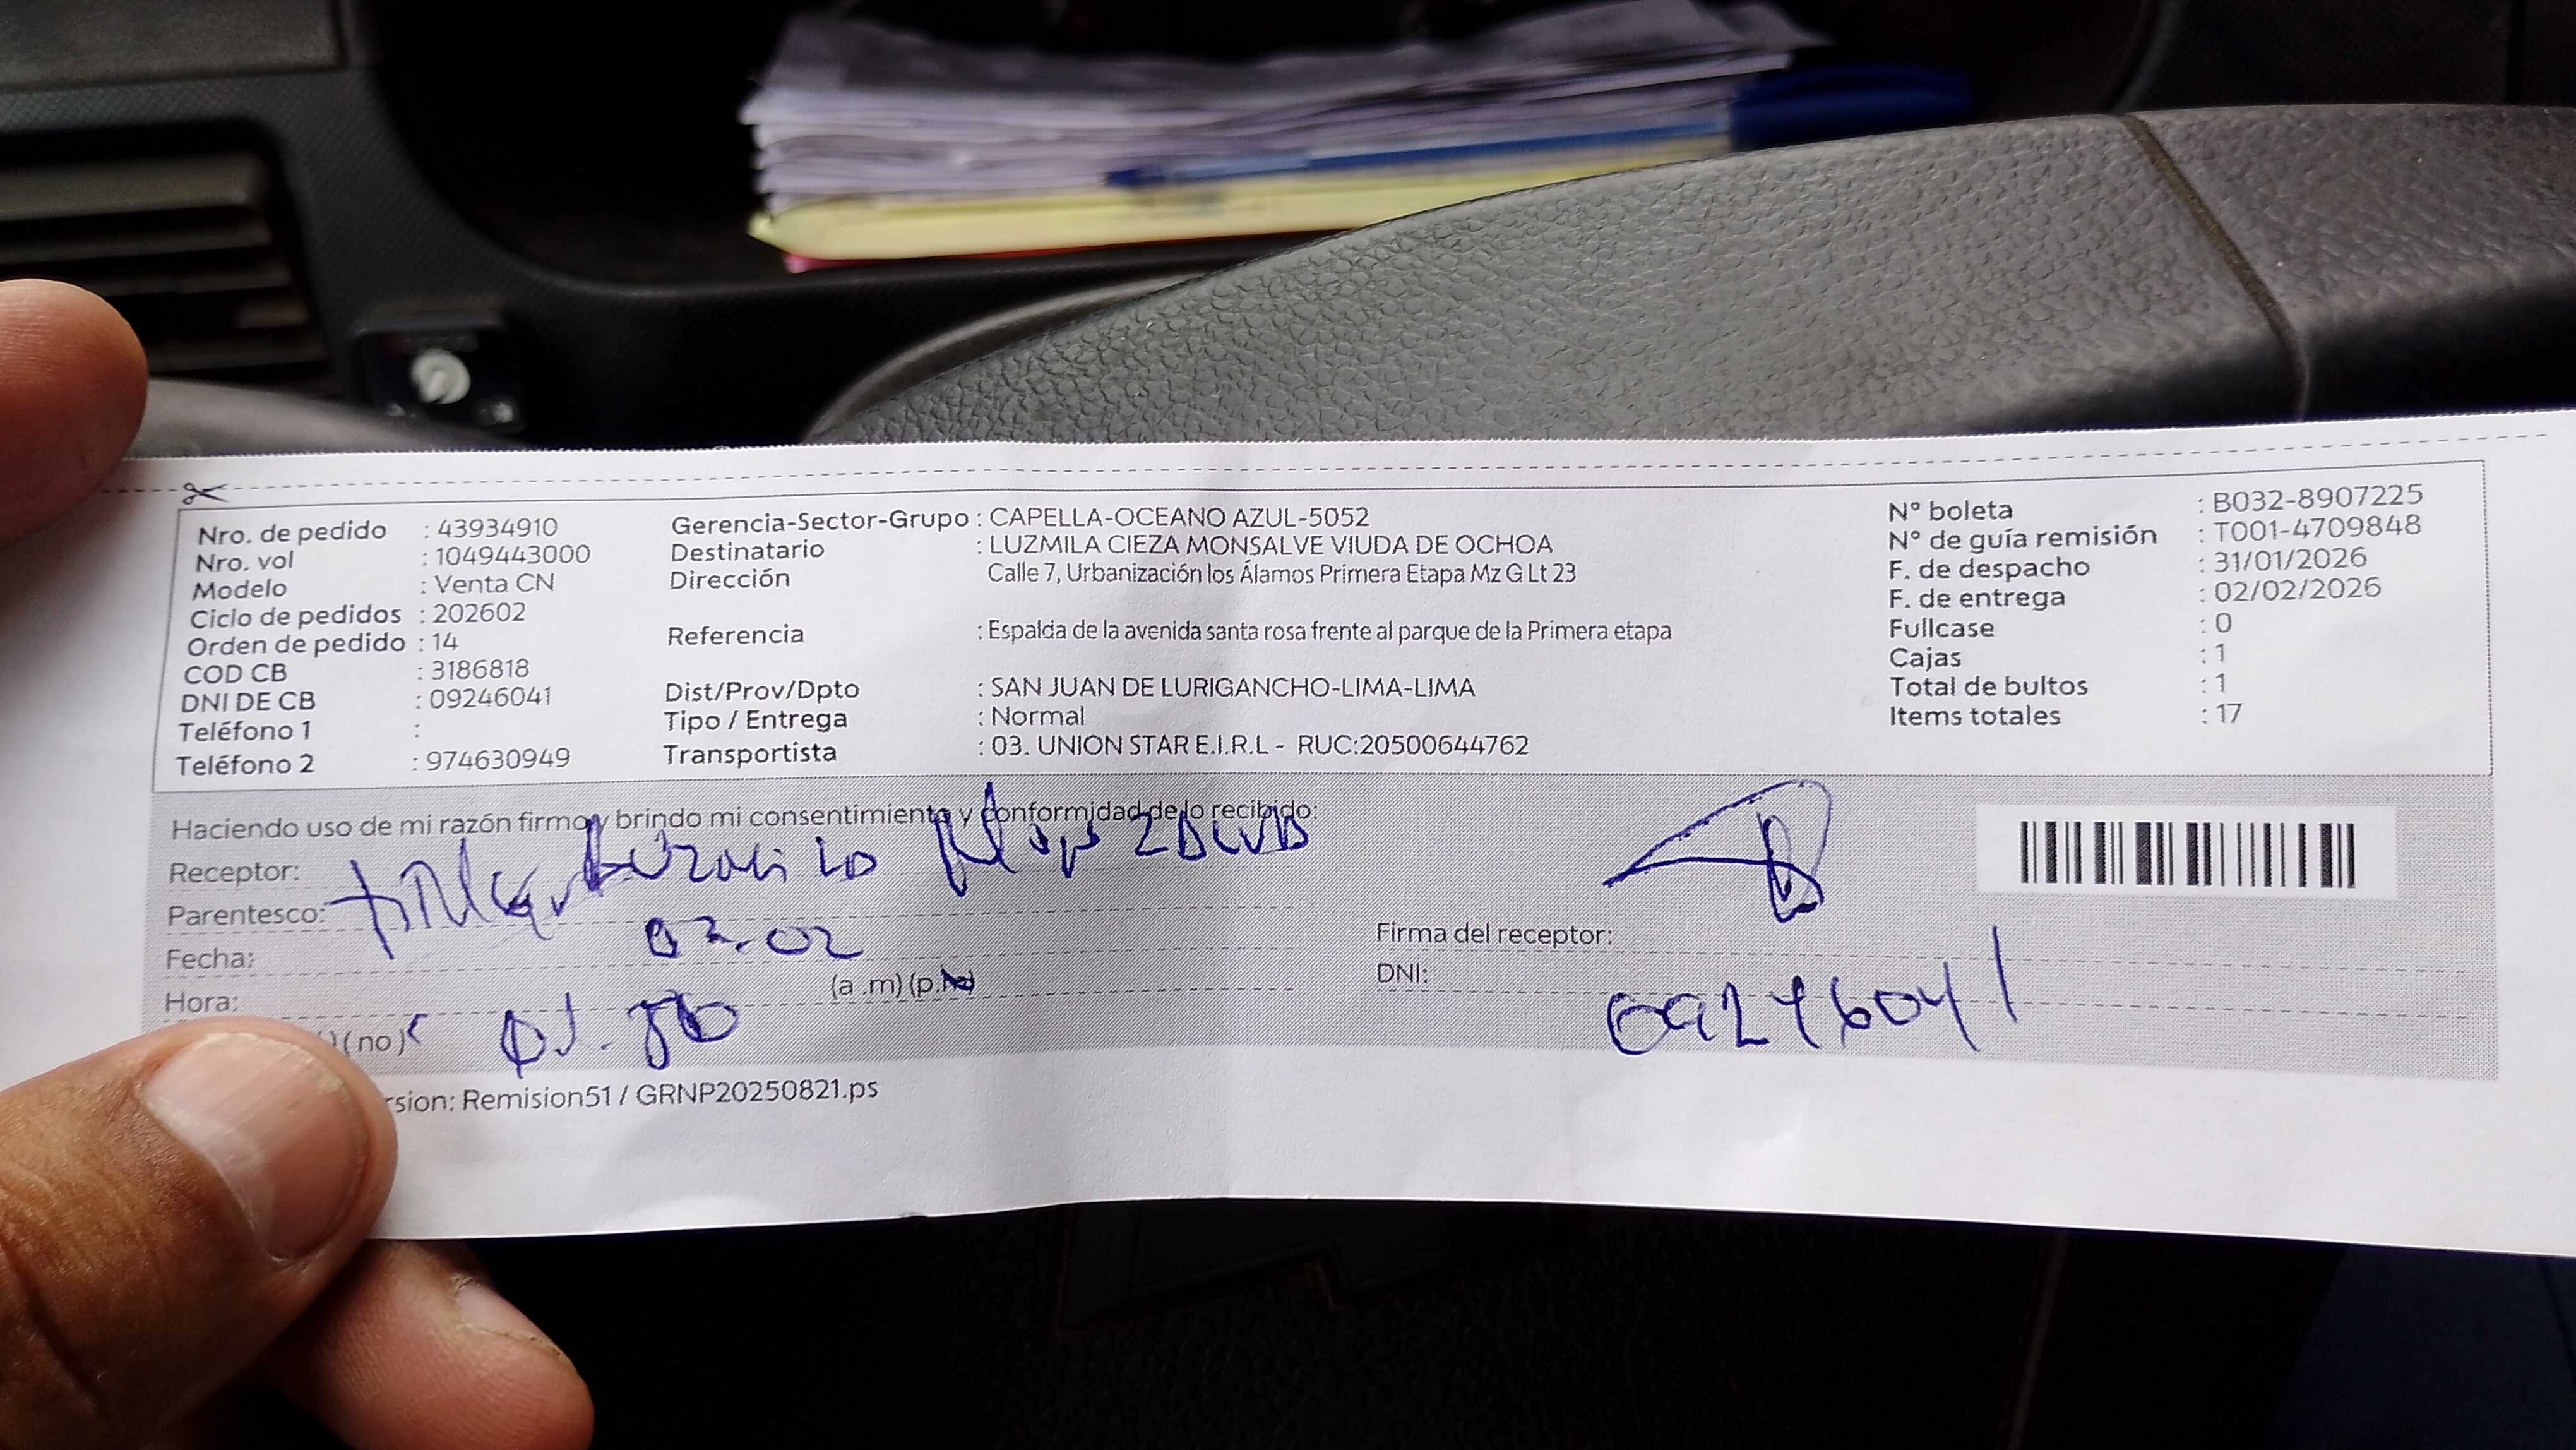 Nro. de pedido : 43934910
Nro. vol : 1049443000
Modelo : Venta CN
Ciclo de pedidos : 202602
Orden de pedido : 14
COD CB : 3186818
DNI DE CB : 09246041
Teléfono 1 :
Teléfono 2 : 974630949
Gerencia-Sector-Grupo : CAPELLA-OCEANO AZUL-5052
Destinatario : LUZMILA CIEZA MONSALVE VIUDA DE OCHOA
Dirección Calle 7, Urbanización los Álamos Primera Etapa Mz G Lt 23
Referencia : Espalda de la avenida santa rosa frente al parque de la Primera etapa
Dist/Prov/Dpto : SAN JUAN DE LURIGANCHO-LIMA-LIMA
Tipo / Entrega : Normal
Transportista : 03. UNION STAR E.I.R.L - RUC:20500644762
N° boleta : B032-8907225
N° de guía remisión : T001-4709848
F. de despacho : 31/01/2026
F. de entrega : 02/02/2026
Fullcase : 0
Cajas : 1
Total de bultos : 1
Items totales : 17
Haciendo uso de mi razón firmo y brindo mi consentimiento y conformidad de lo recibido:
Receptor:
Parentesco:
Fecha: 02.02
Hora: (a .m) (p.
) (no)
Firma del receptor:
DNI: 09246041
rsion: Remision51 / GRNP20250821.ps